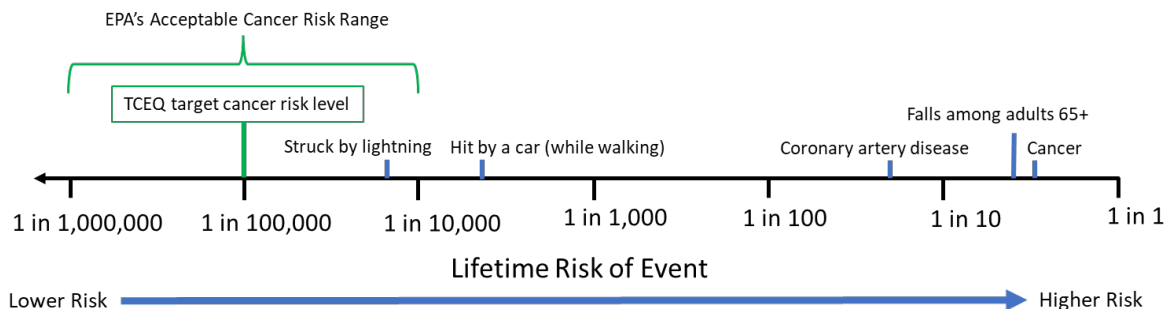 EPA's Acceptable Cancer Risk Range
TCEQ target cancer risk level
Falls among adults 65+
Struck by lightning
Hit by a car (while walking)
Coronary artery disease
Cancer
1 in 1,000,000
1 in 100,000
1 in 10,000
1 in 1,000
1 in 100
1 in 10
1 in 1
Lifetime Risk of Event
Lower Risk
Higher Risk